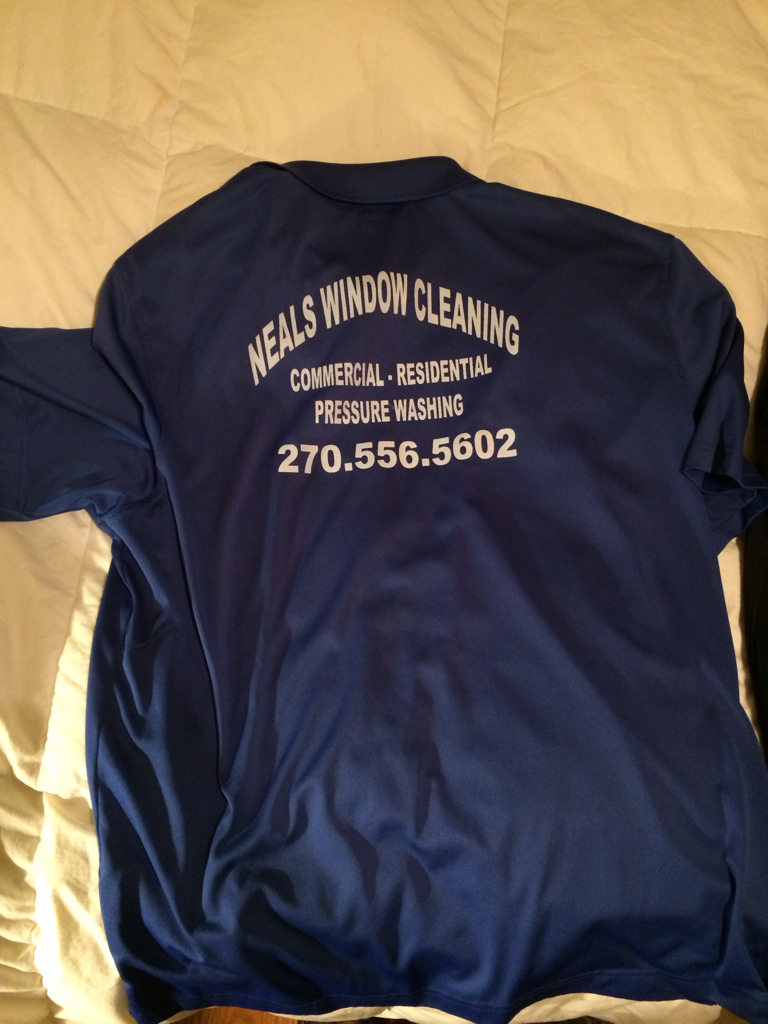 NEALS WINDOW CLEANING
COMMERCIAL - RESIDENTIAL
PRESSURE WASHING
270.556.5602